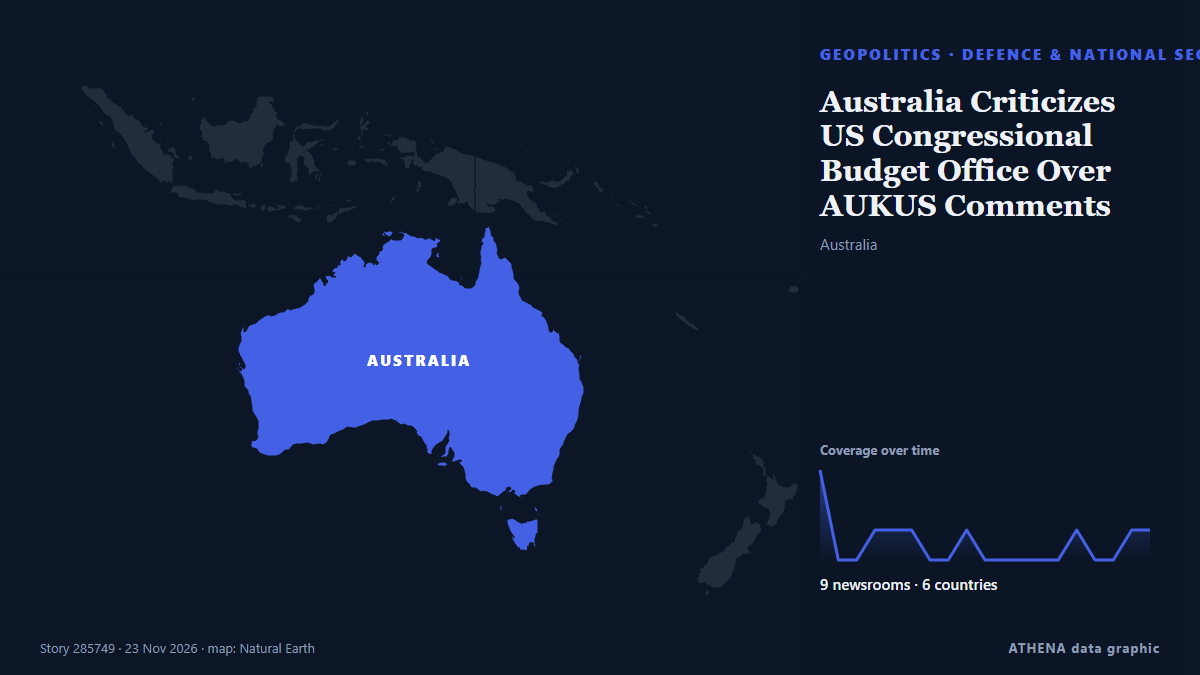 GEOPOLITICS · DEFENCE & NATIONAL
Australia Criticizes
US Congressional
Budget Office Over
AUKUS Comments
Australia
AUSTRALIA
Coverage over time
9 newsrooms · 6 countries
Story 285749 · 23 Nov 2026 · map: Natural Earth
ATHENA data graphic